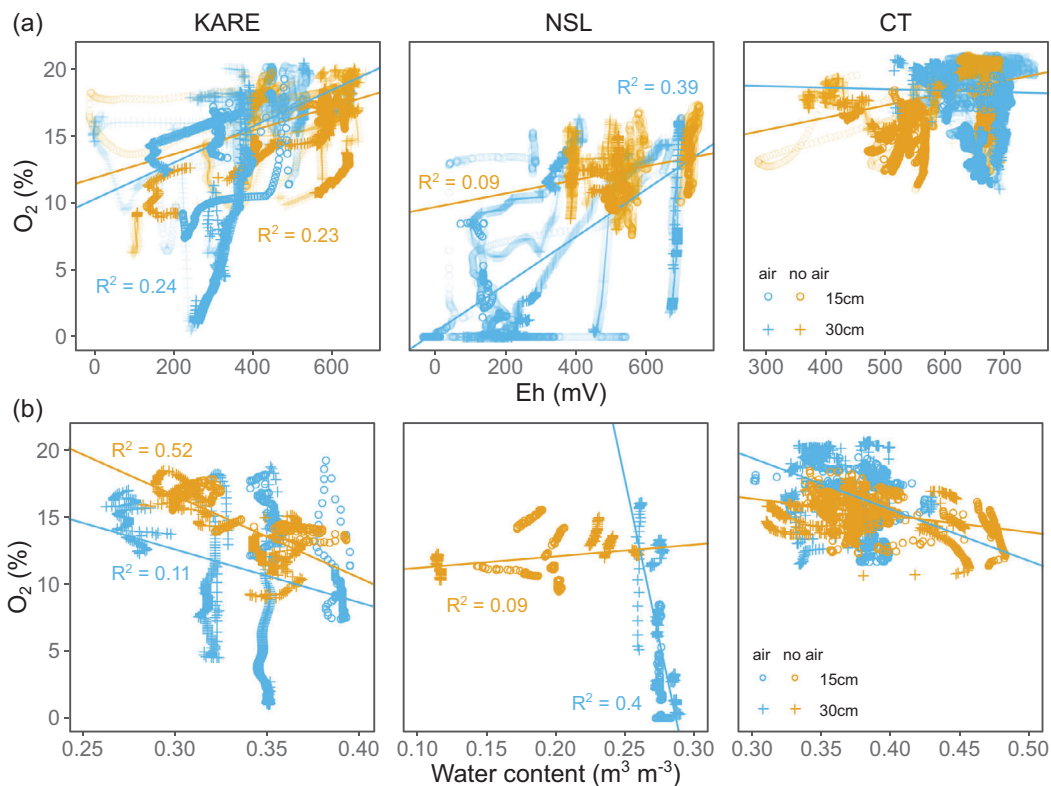 (a) KARE NSL CT
O2 (%)
20
15
10
5
0
R² = 0.24
R² = 0.23
0 200 400 600
R² = 0.39
R² = 0.09
0 200 400 600
air no air
15cm
30cm
300 400 500 600 700
Eh (mV)
(b)
O2 (%)
20
15
10
5
0
R² = 0.52
R² = 0.11
0.25 0.30 0.35 0.40
R² = 0.09
R² = 0.4
0.10 0.15 0.20 0.25 0.30
air no air
15cm
30cm
0.30 0.35 0.40 0.45 0.50
Water content (m³ m⁻³)